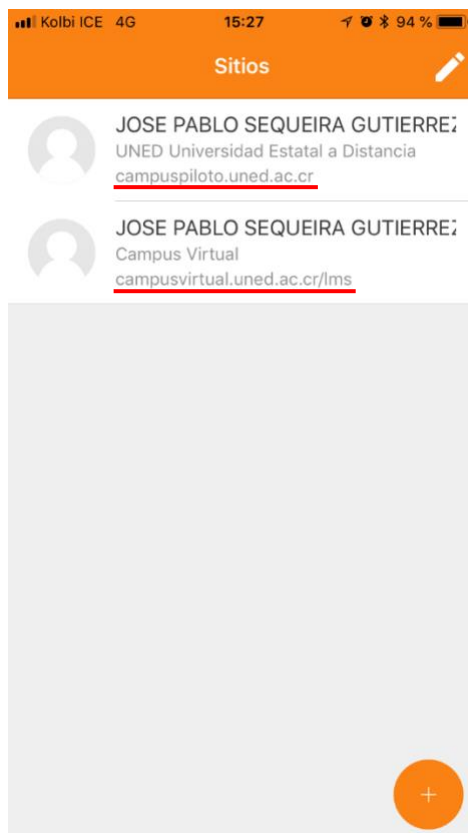 Kolbi ICE 4G 15:27 94 %
Sitios
JOSE PABLO SEQUEIRA GUTIERREZ
UNED Universidad Estatal a Distancia
campuspiloto.uned.ac.cr
JOSE PABLO SEQUEIRA GUTIERREZ
Campus Virtual
campusvirtual.uned.ac.cr/lms
+